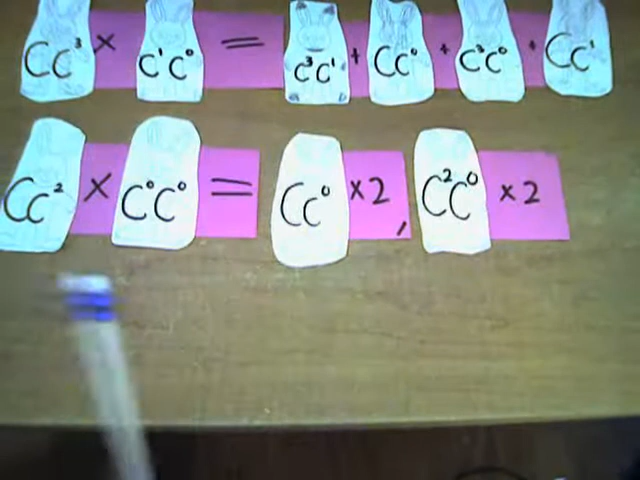 Cc³ × c¹c⁰ = c³c¹ + Cc⁰ + c³c⁰ + Cc¹
Cc² × c⁰c⁰ = Cc⁰ ×2, c²c⁰ ×2